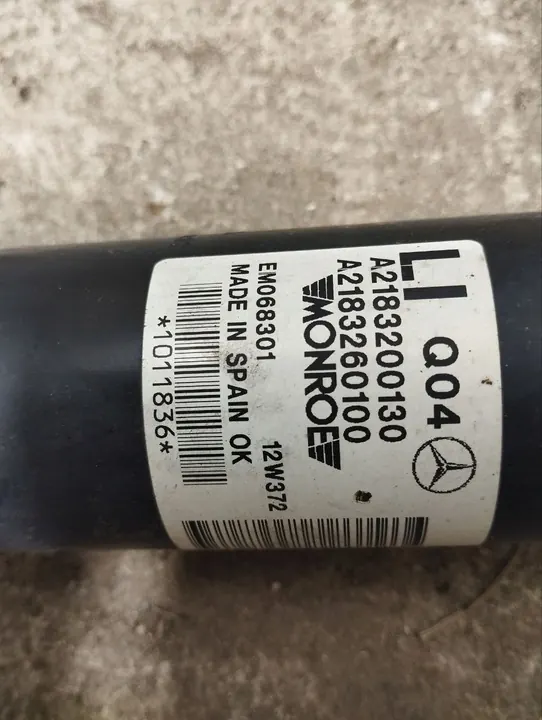 LI Q04
A2183200130
A2183260100
MONROE
EM068301 12W372
MADE IN SPAIN OK
*1011836*